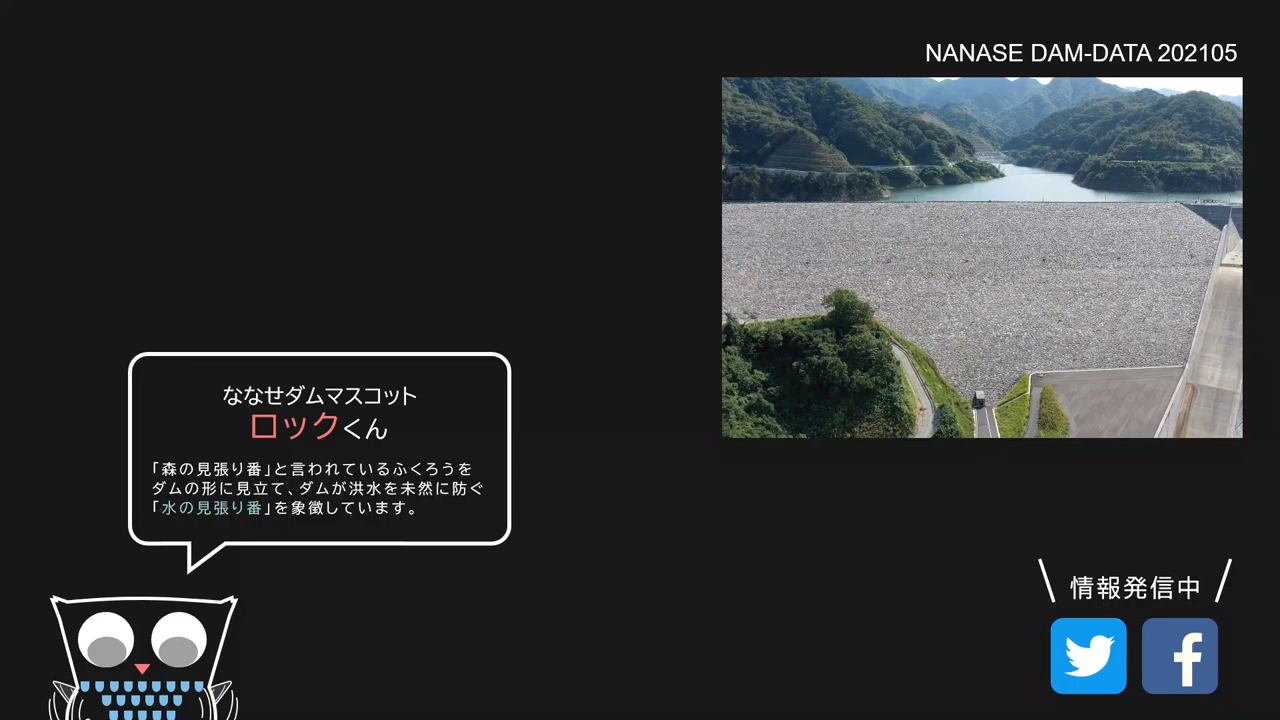 NANASE DAM-DATA 202105
ななせダムマスコット
ロックくん
「森の見張り番」と言われているふくろうを
ダムの形に見立て、ダムが洪水を未然に防ぐ
「水の見張り番」を象徴しています。
情報発信中